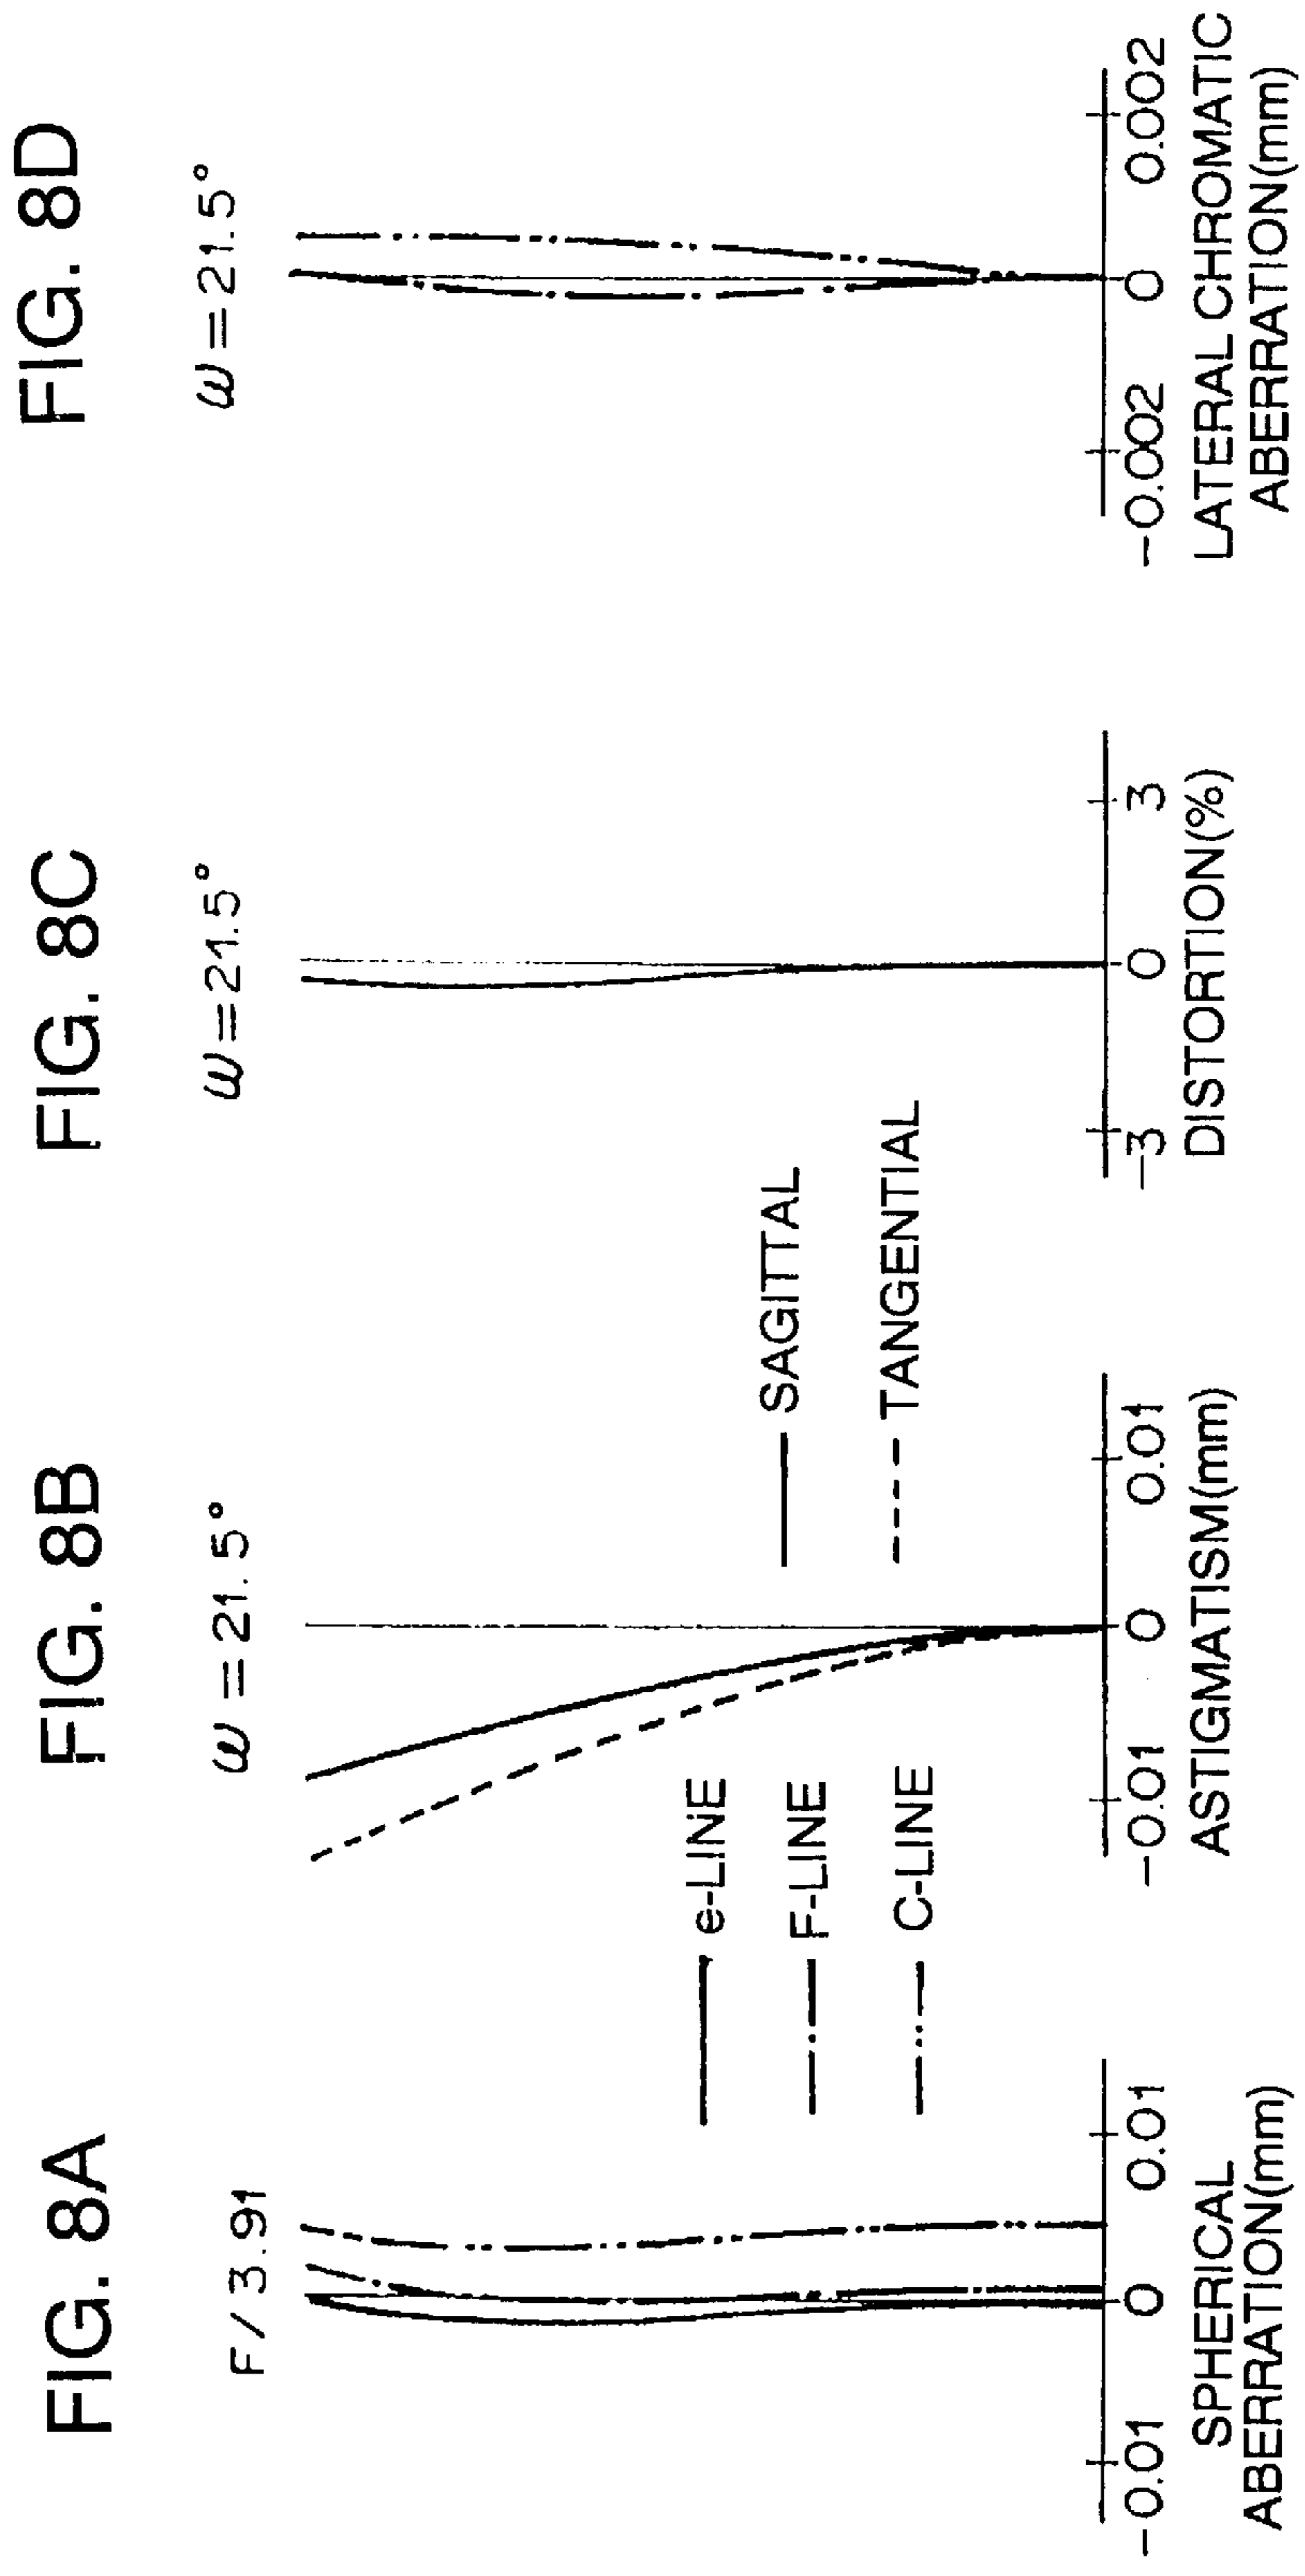 FIG. 8A
F/3.91
e-LINE
F-LINE
C-LINE
-0.01 0 0.01
SPHERICAL
ABERRATION(mm)
FIG. 8B
ω=21.5°
SAGITTAL
TANGENTIAL
-0.01 0 0.01
ASTIGMATISM(mm)
FIG. 8C
ω=21.5°
-3 0 3
DISTORTION(%)
FIG. 8D
ω=21.5°
-0.002 0 0.002
LATERAL CHROMATIC
ABERRATION(mm)